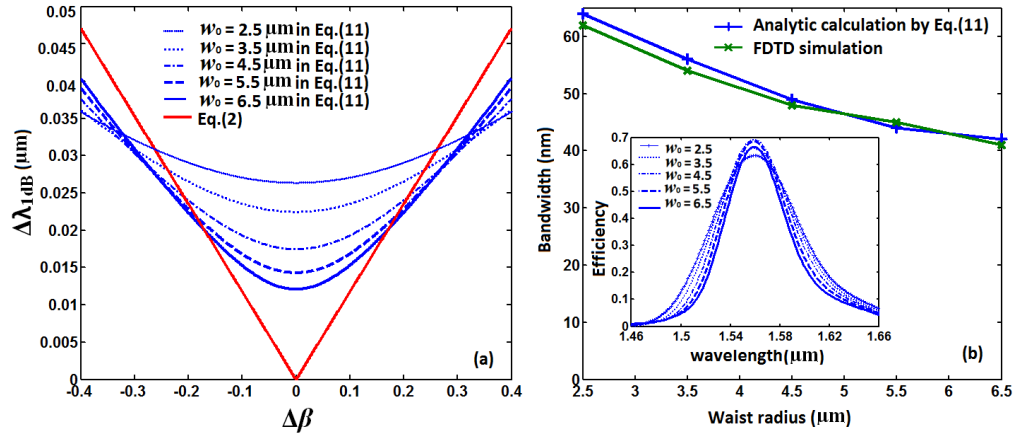 0.05
0.045
0.04
0.035
0.03
0.025
0.02
0.015
0.01
0.005
0
-0.4 -0.3 -0.2 -0.1 0 0.1 0.2 0.3 0.4
Δλ1dB (μm)
Δβ
w₀ = 2.5 μm in Eq.(11)
w₀ = 3.5 μm in Eq.(11)
w₀ = 4.5 μm in Eq.(11)
w₀ = 5.5 μm in Eq.(11)
w₀ = 6.5 μm in Eq.(11)
Eq.(2)
(a)
60
50
40
30
20
10
0
2.5 3.5 4 4.5 5 5.5 6 6.5
Bandwidth (nm)
Waist radius (μm)
Analytic calculation by Eq.(11)
FDTD simulation
0.7
0.6
0.5
0.4
0.3
0.2
0.1
0
1.46 1.5 1.54 1.58 1.62 1.66
Efficiency
wavelength(μm)
w₀ = 2.5
w₀ = 3.5
w₀ = 4.5
w₀ = 5.5
w₀ = 6.5
(b)